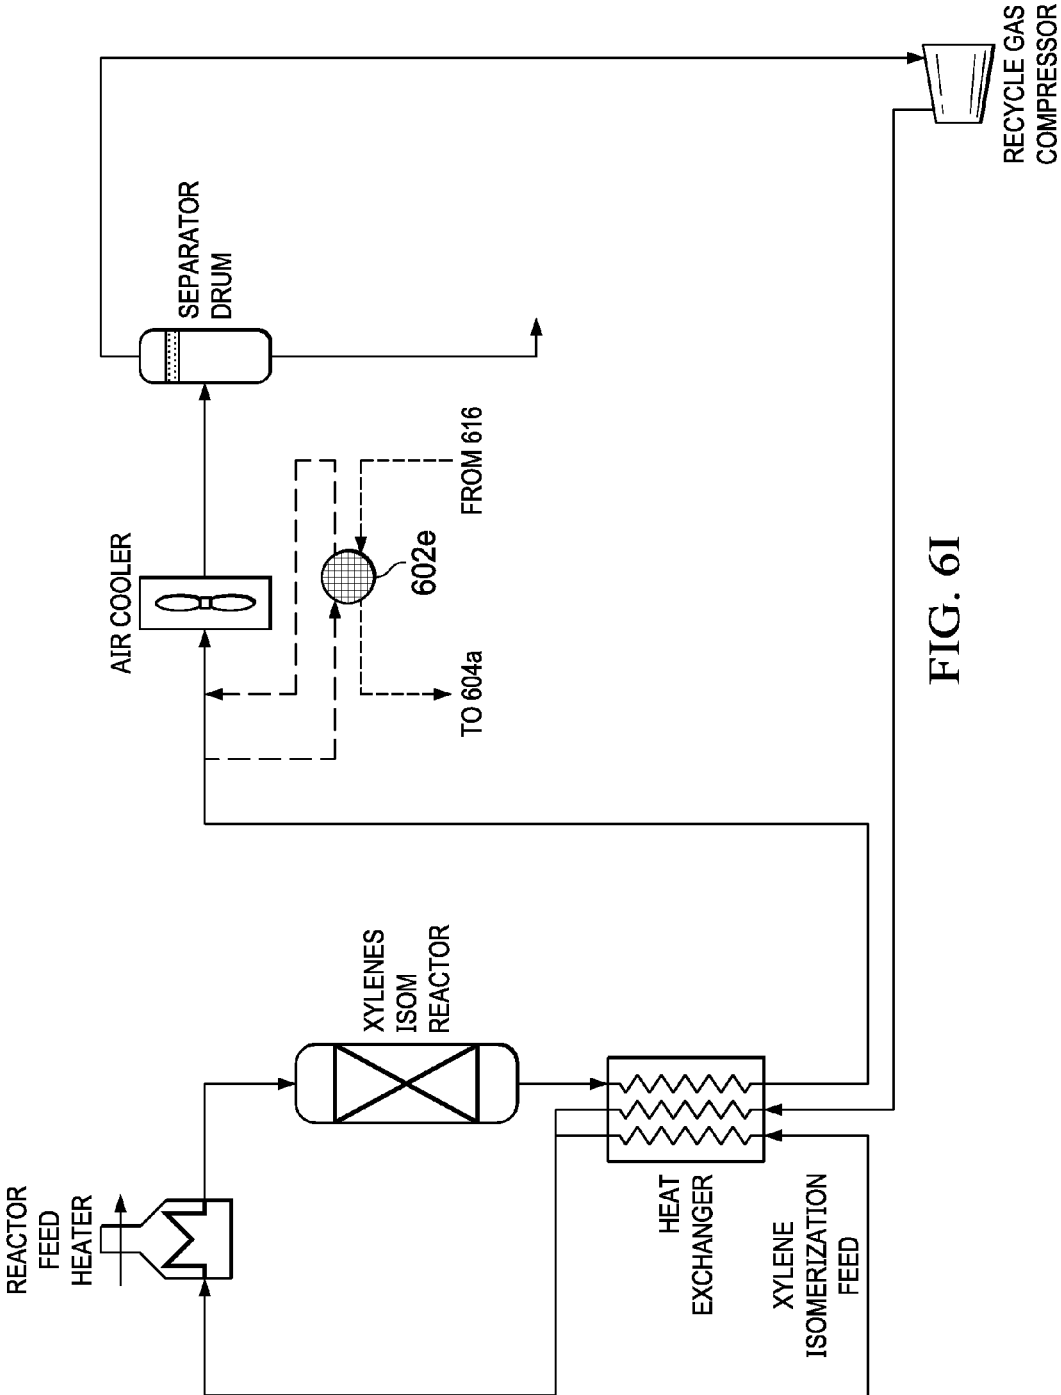 REACTOR
FEED
HEATER
XYLENES
ISOM
REACTOR
HEAT
EXCHANGER
XYLENE
ISOMERIZATION
FEED
AIR COOLER
SEPARATOR
DRUM
602e
TO 604a
FROM 616
RECYCLE GAS
COMPRESSOR
FIG. 6I